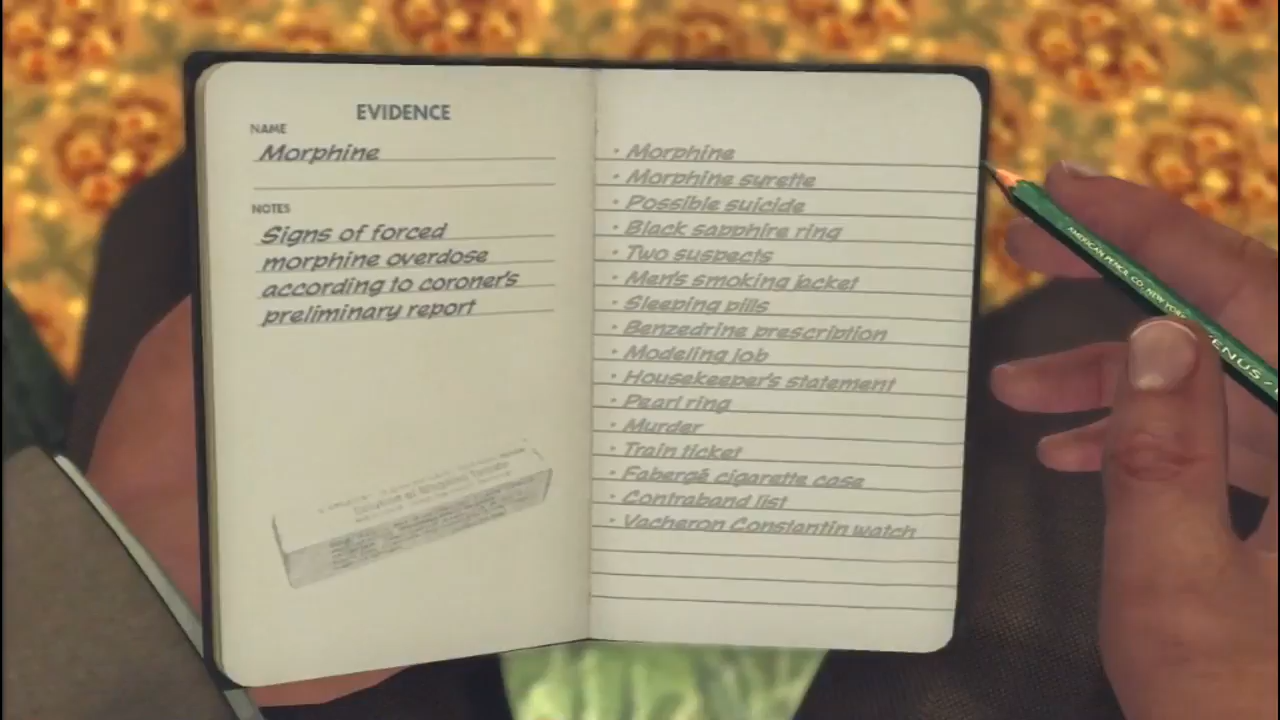 EVIDENCE
NAME
Morphine
NOTES
Signs of forced
morphine overdose
according to coroner's
preliminary report
• Morphine
• Morphine syrette
• Possible suicide
• Black sapphire ring
• Two suspects
• Men's smoking jacket
• Sleeping pills
• Benzedrine prescription
• Modeling job
• Housekeeper's statement
• Pearl ring
• Murder
• Train ticket
• Fabergé cigarette case
• Contraband list
• Vacheron Constantin watch
AMERICAN PENCIL CO. NEW YORK
VENUS